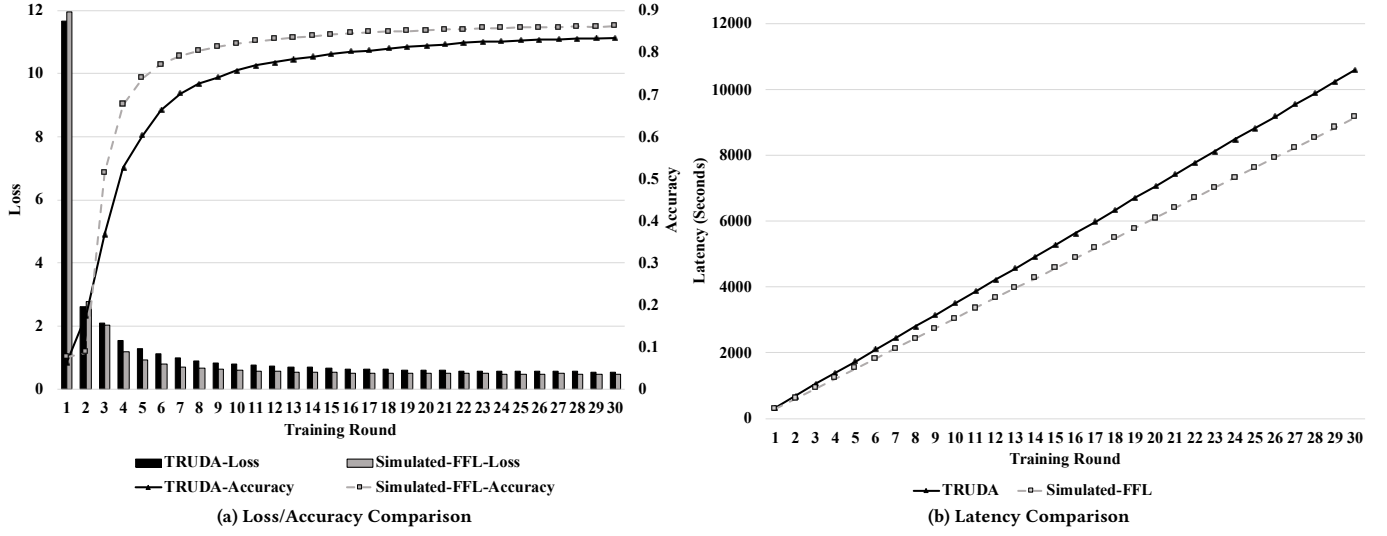 12
10
8
6
4
2
0
Loss
0.9
0.8
0.7
0.6
0.5
0.4
0.3
0.2
0.1
0
Accuracy
1 2 3 4 5 6 7 8 9 10 11 12 13 14 15 16 17 18 19 20 21 22 23 24 25 26 27 28 29 30
Training Round
TRUDA-Loss Simulated-FFL-Loss
TRUDA-Accuracy Simulated-FFL-Accuracy
(a) Loss/Accuracy Comparison
12000
10000
8000
6000
4000
2000
0
Latency (Seconds)
1 2 3 4 5 6 7 8 9 10 11 12 13 14 15 16 17 18 19 20 21 22 23 24 25 26 27 28 29 30
Training Round
TRUDA Simulated-FFL
(b) Latency Comparison